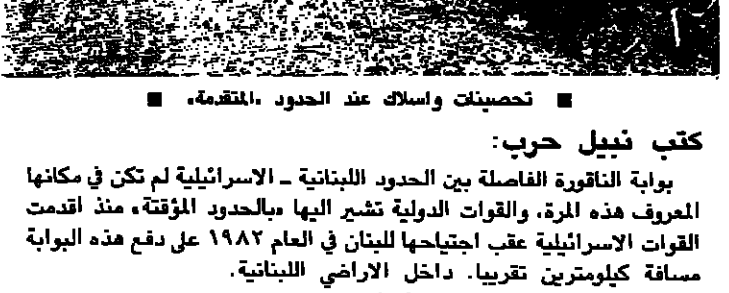 ■ تحصينات واسلاك عند الحدود «المتقدمة» ■
كتب نبيل حرب:
بوابة الناقورة الفاصلة بين الحدود اللبنانية ــ الاسرائيلية لم تكن في مكانها
المعروف هذه المرة، والقوات الدولية تشير اليها «بالحدود المؤقتة» منذ اقدمت
القوات الاسرائيلية عقب اجتياحها للبنان في العام ١٩٨٢ على دفع هذه البوابة
مسافة كيلومترين تقريبا. داخل الاراضي اللبنانية.